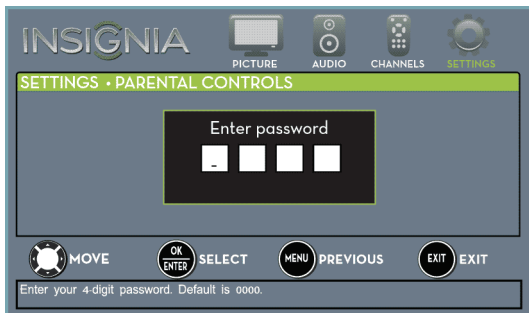 INSIGNIA
PICTURE AUDIO CHANNELS SETTINGS
SETTINGS • PARENTAL CONTROLS
Enter password
_
MOVE OK ENTER SELECT MENU PREVIOUS EXIT EXIT
Enter your 4-digit password. Default is 0000.